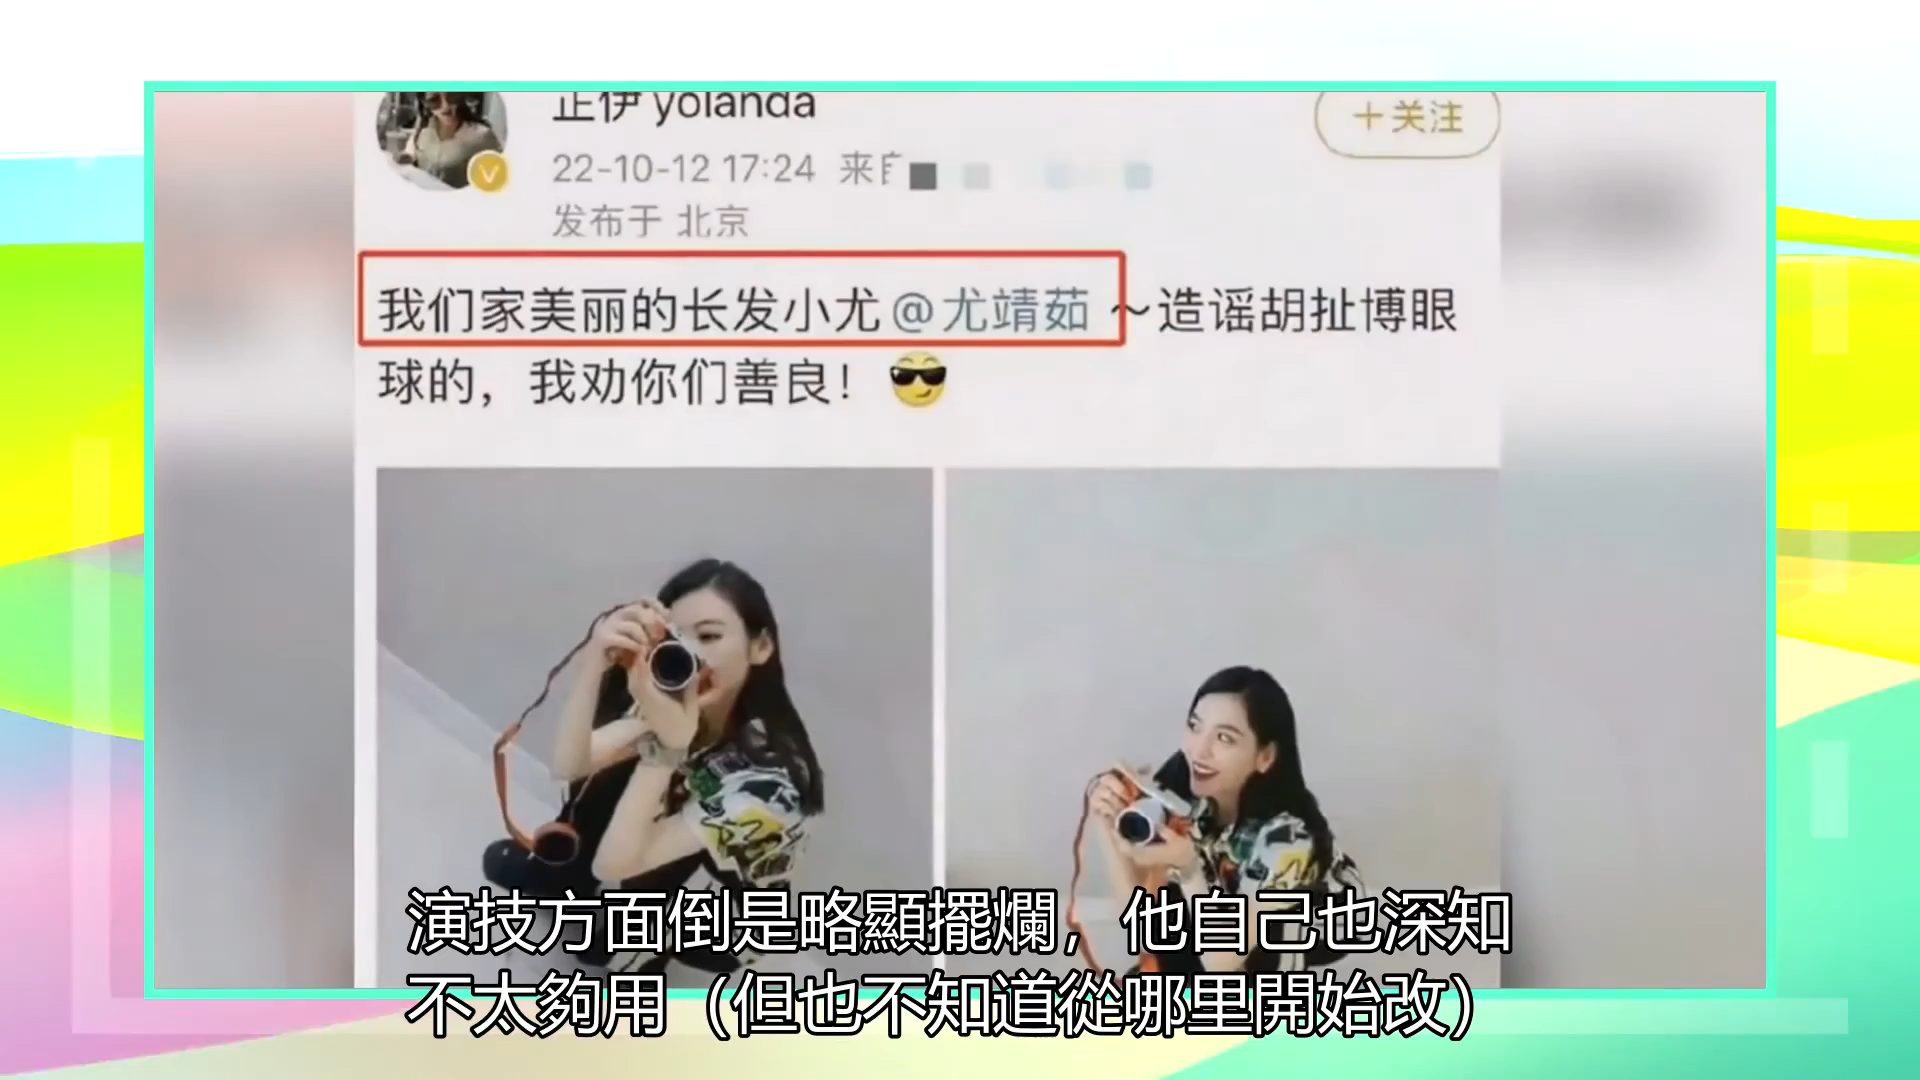 正伊 yolanda
+关注
22-10-12 17:24 来自
发布于 北京
我们家美丽的长发小尤@尤靖茹～造谣胡扯博眼
球的，我劝你们善良！
演技方面倒是略顯擺爛，他自己也深知
不太夠用（但也不知道從哪里開始改）